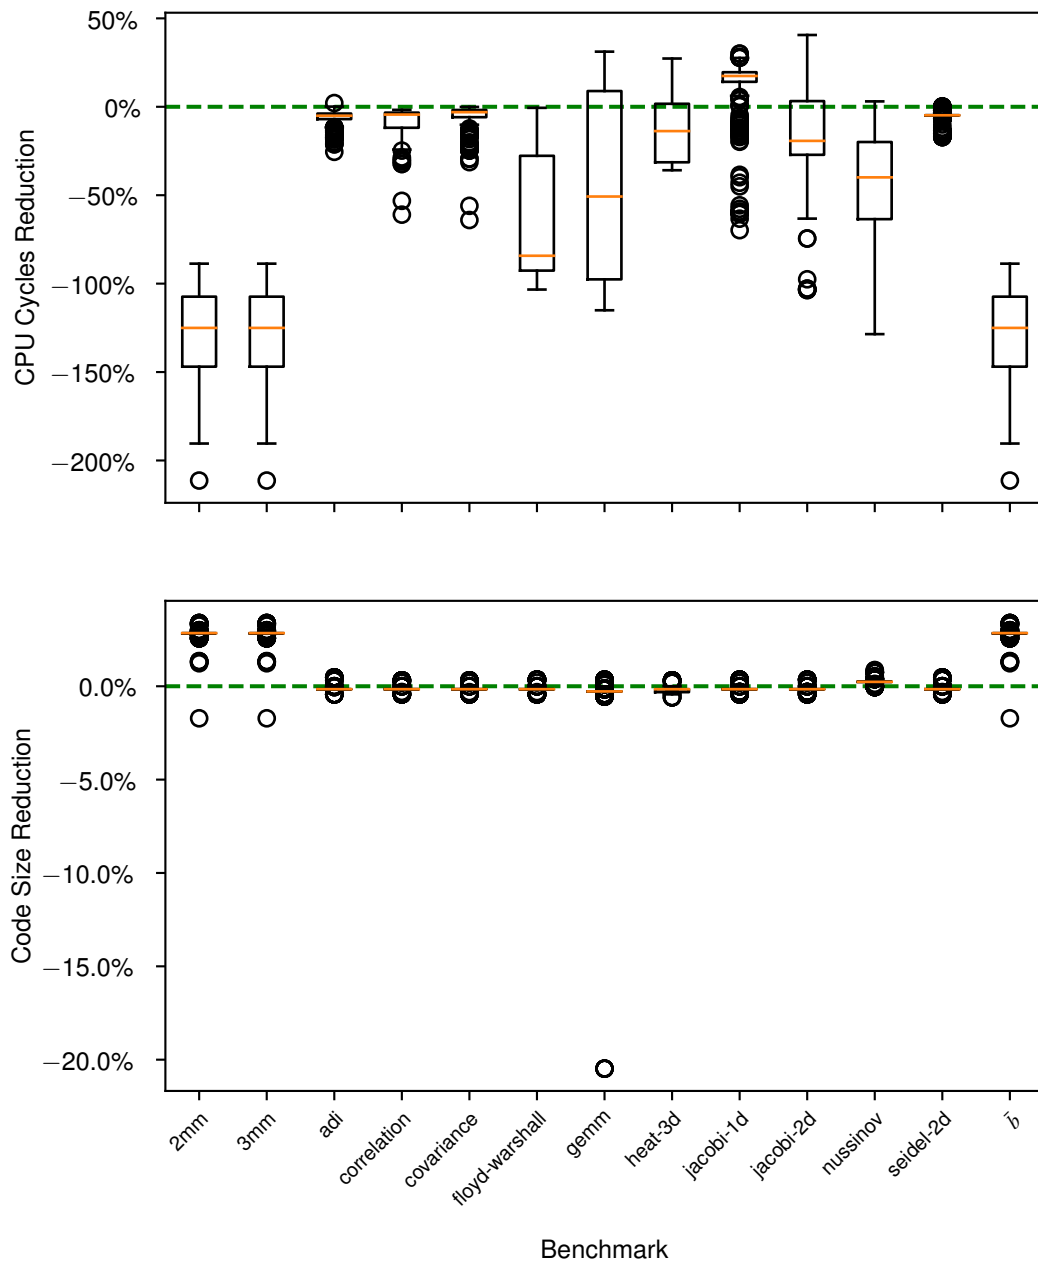 50%
0%
−50%
−100%
−150%
−200%
CPU Cycles Reduction
0.0%
−5.0%
−10.0%
−15.0%
−20.0%
Code Size Reduction
2mm
3mm
adi
correlation
covariance
floyd-warshall
gemm
heat-3d
jacobi-1d
jacobi-2d
nussinov
seidel-2d
b̄
Benchmark